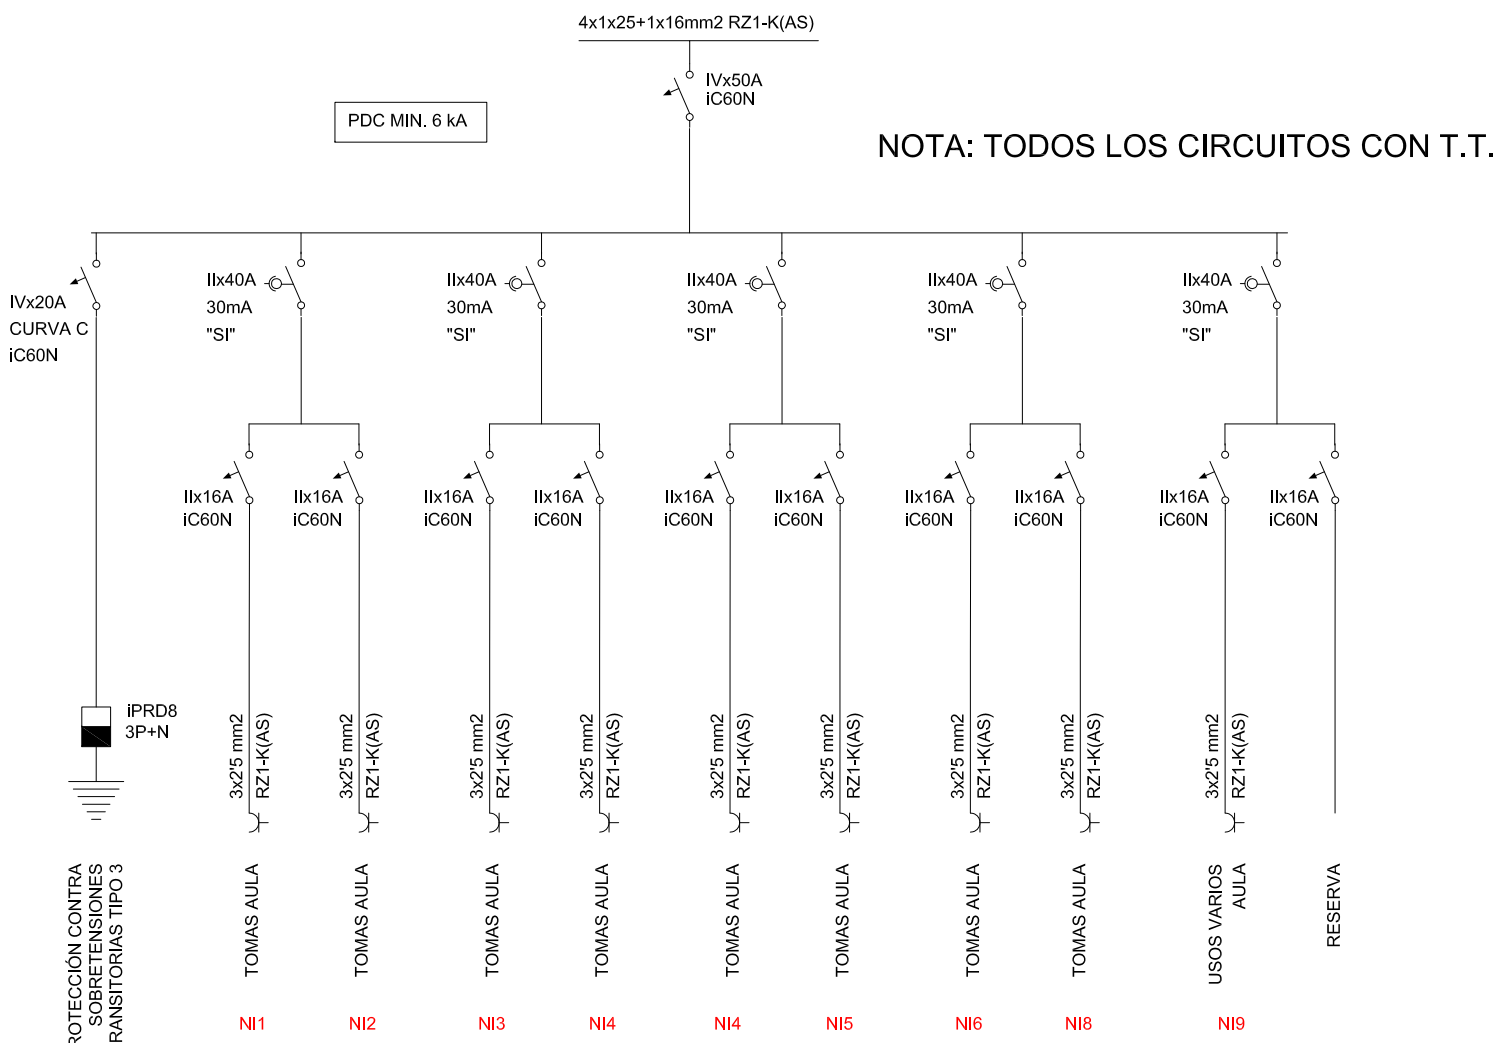 4x1x25+1x16mm2 RZ1-K(AS)
IVx50A
iC60N
PDC MIN. 6 kA
NOTA: TODOS LOS CIRCUITOS CON T.T.
IVx20A
CURVA C
iC60N
IIx40A
30mA
"SI"
IIx40A
30mA
"SI"
IIx40A
30mA
"SI"
IIx40A
30mA
"SI"
IIx40A
30mA
"SI"
IIx16A
iC60N
IIx16A
iC60N
IIx16A
iC60N
IIx16A
iC60N
IIx16A
iC60N
IIx16A
iC60N
IIx16A
iC60N
IIx16A
iC60N
IIx16A
iC60N
IIx16A
iC60N
iPRD8
3P+N
3x2'5 mm2
RZ1-K(AS)
3x2'5 mm2
RZ1-K(AS)
3x2'5 mm2
RZ1-K(AS)
3x2'5 mm2
RZ1-K(AS)
3x2'5 mm2
RZ1-K(AS)
3x2'5 mm2
RZ1-K(AS)
3x2'5 mm2
RZ1-K(AS)
3x2'5 mm2
RZ1-K(AS)
3x2'5 mm2
RZ1-K(AS)
ROTECCIÓN CONTRA
SOBRETENSIONES
RANSITORIAS TIPO 3
TOMAS AULA
TOMAS AULA
TOMAS AULA
TOMAS AULA
TOMAS AULA
TOMAS AULA
TOMAS AULA
TOMAS AULA
USOS VARIOS
AULA
RESERVA
NI1
NI2
NI3
NI4
NI4
NI5
NI6
NI8
NI9